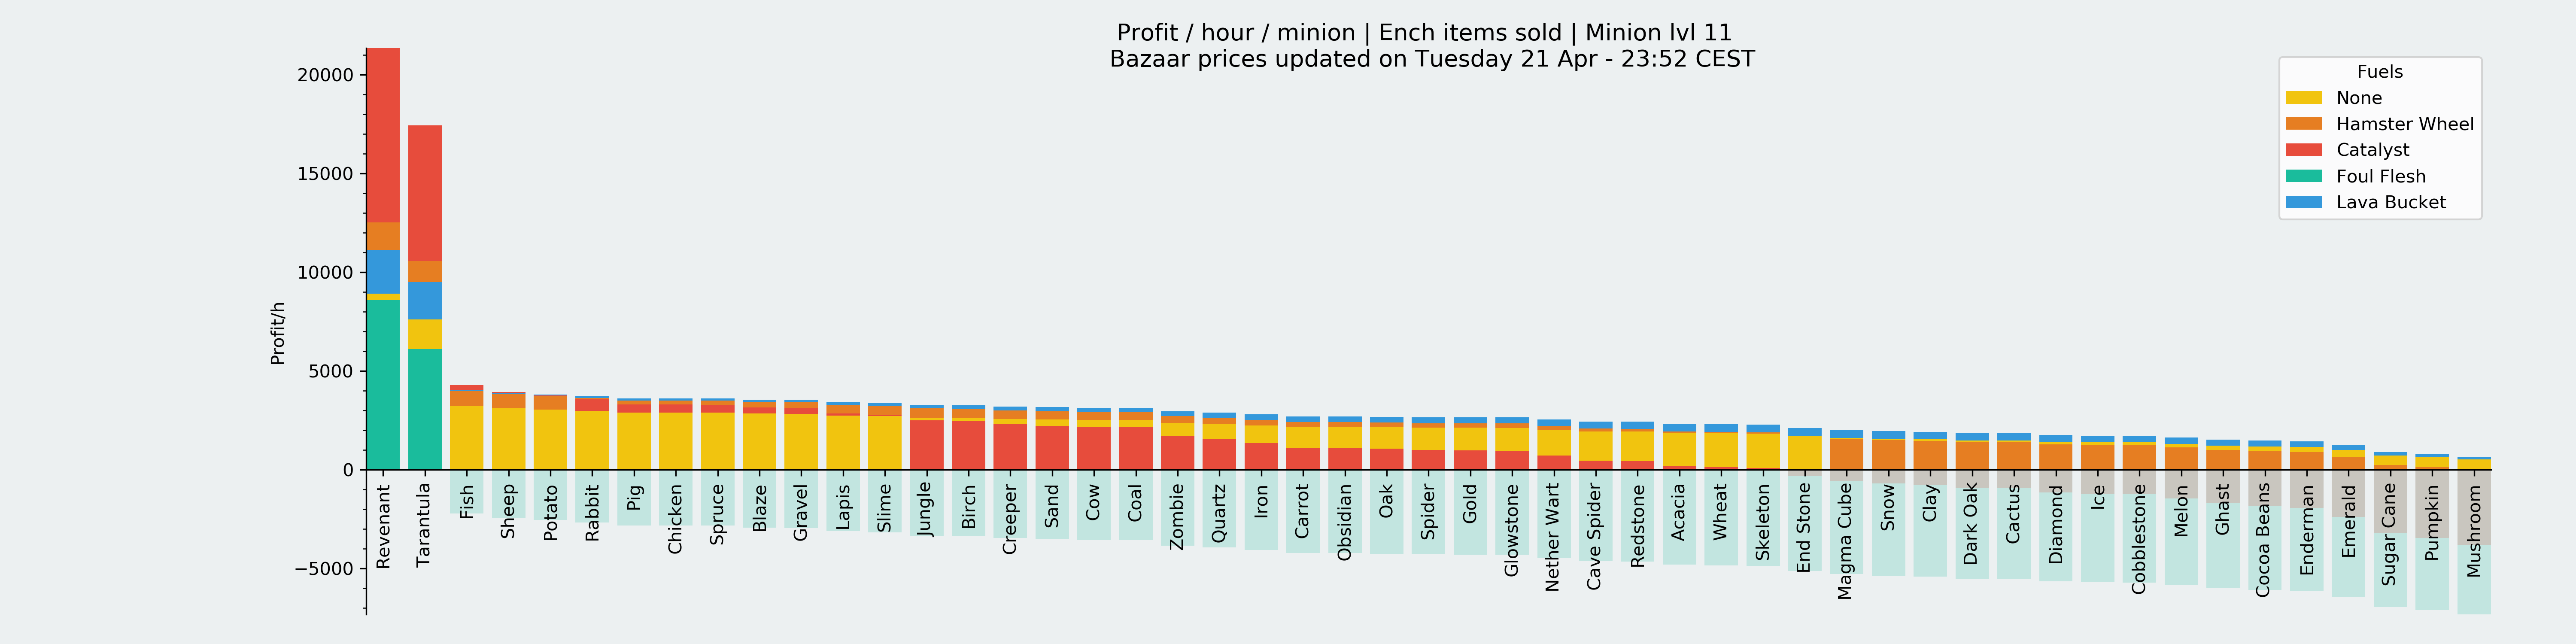 Profit / hour / minion | Ench items sold | Minion lvl 11
Bazaar prices updated on Tuesday 21 Apr - 23:52 CEST
Fuels
None
Hamster Wheel
Catalyst
Foul Flesh
Lava Bucket
Profit/h
20000
15000
10000
5000
0
−5000
Revenant
Tarantula
Fish
Sheep
Potato
Rabbit
Pig
Chicken
Spruce
Blaze
Gravel
Lapis
Slime
Jungle
Birch
Creeper
Sand
Cow
Coal
Zombie
Quartz
Iron
Carrot
Obsidian
Oak
Spider
Gold
Glowstone
Nether Wart
Cave Spider
Redstone
Acacia
Wheat
Skeleton
End Stone
Magma Cube
Snow
Clay
Dark Oak
Cactus
Diamond
Ice
Cobblestone
Melon
Ghast
Cocoa Beans
Enderman
Emerald
Sugar Cane
Pumpkin
Mushroom